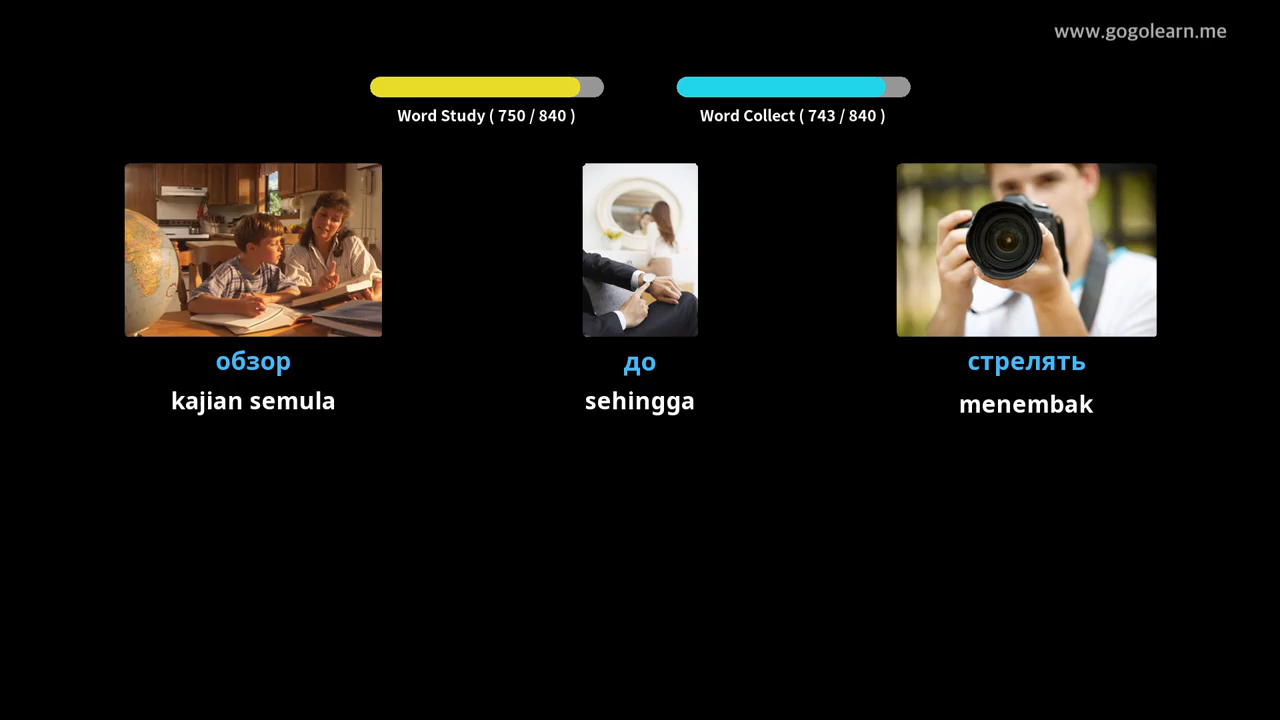 www.gogolearn.me
Word Study ( 750 / 840 )
Word Collect ( 743 / 840 )
обзор
до
стрелять
kajian semula
sehingga
menembak